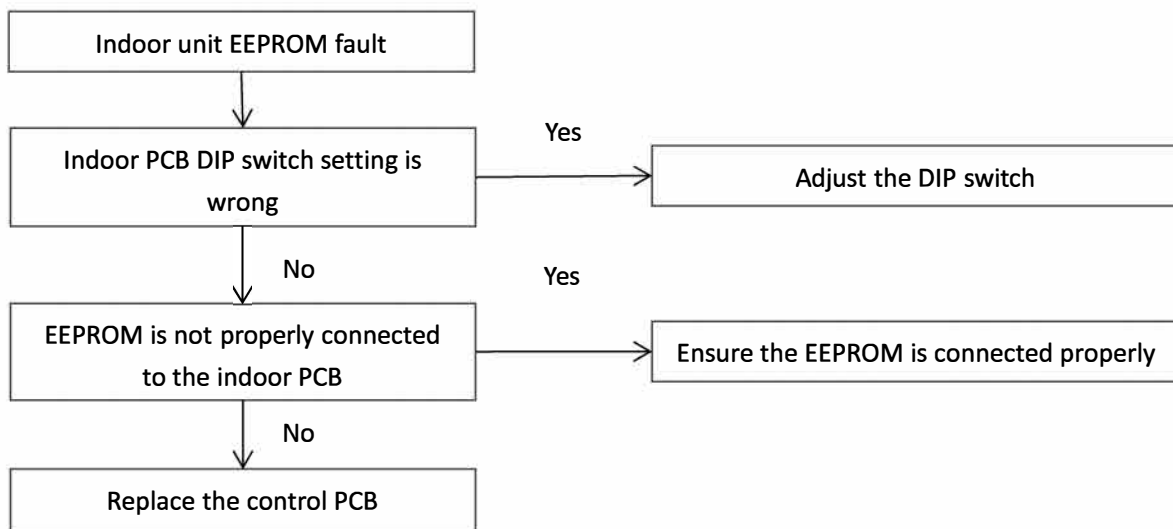 Indoor unit EEPROM fault
Yes
Indoor PCB DIP switch setting is
wrong
Adjust the DIP switch
No
Yes
EEPROM is not properly connected
to the indoor PCB
Ensure the EEPROM is connected properly
No
Replace the control PCB